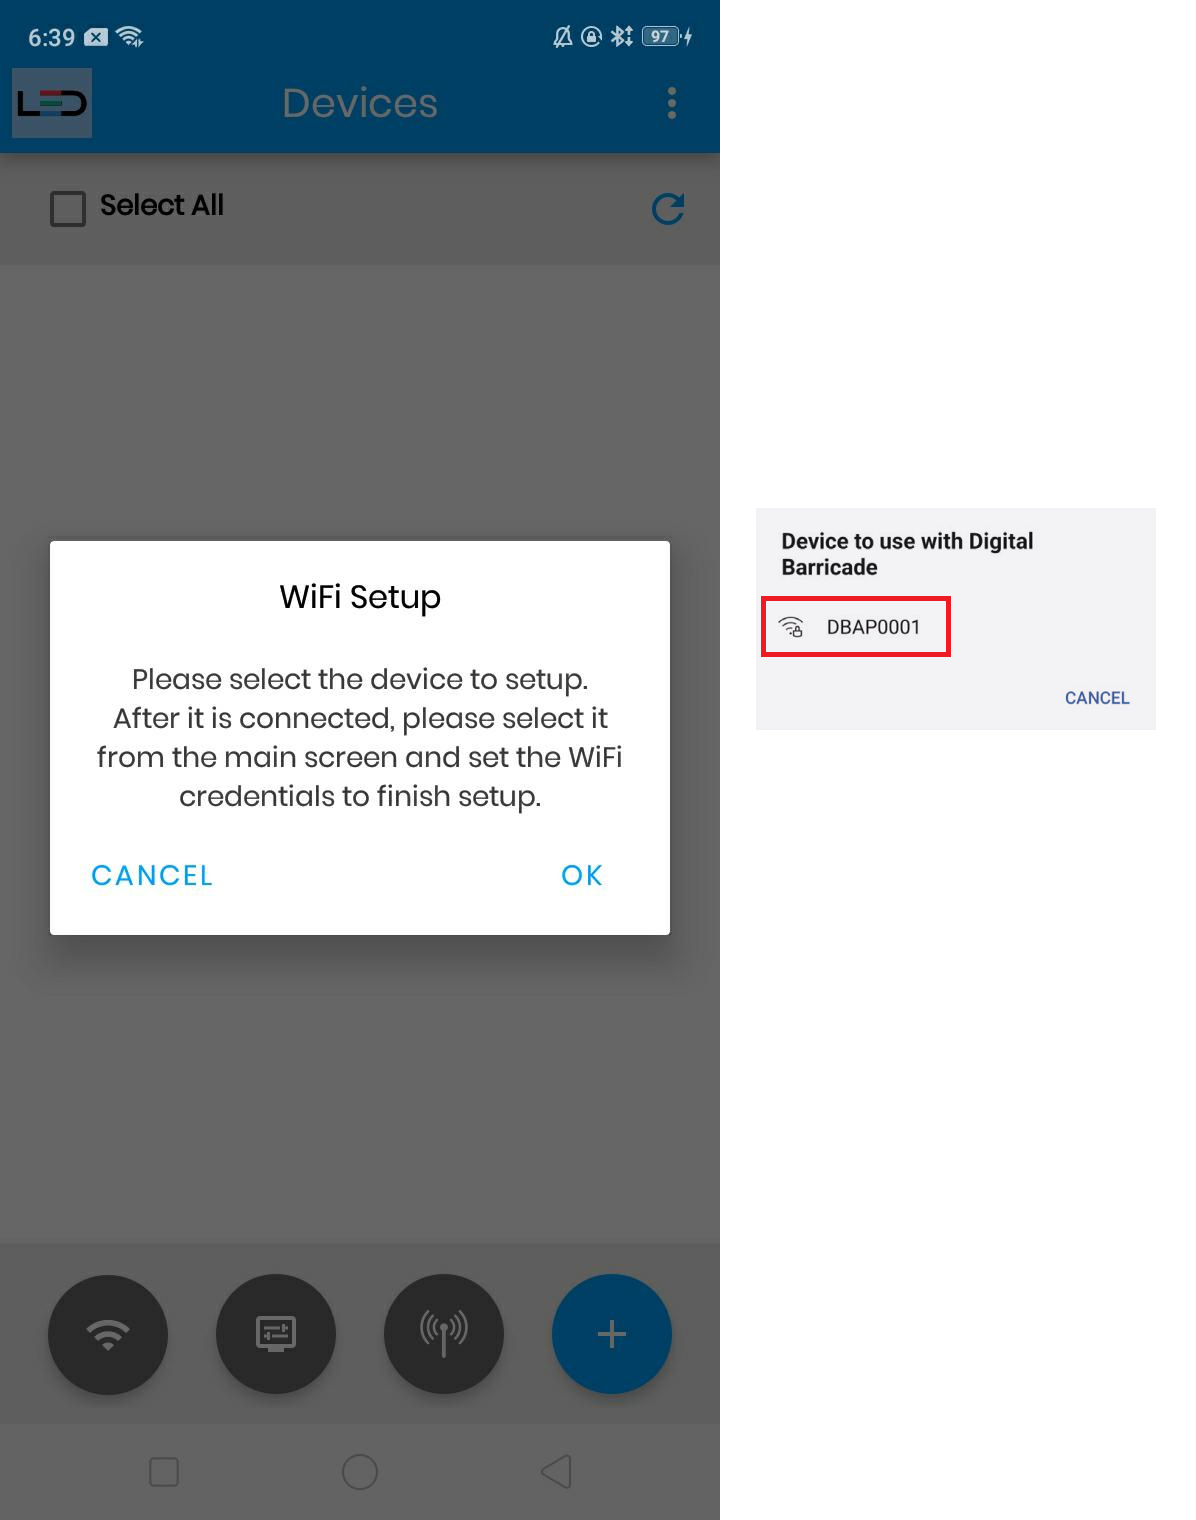 6:39
97
LED
Devices
Select All
WiFi Setup
Please select the device to setup.
After it is connected, please select it
from the main screen and set the WiFi
credentials to finish setup.
CANCEL
OK
Device to use with Digital
Barricade
DBAP0001
CANCEL